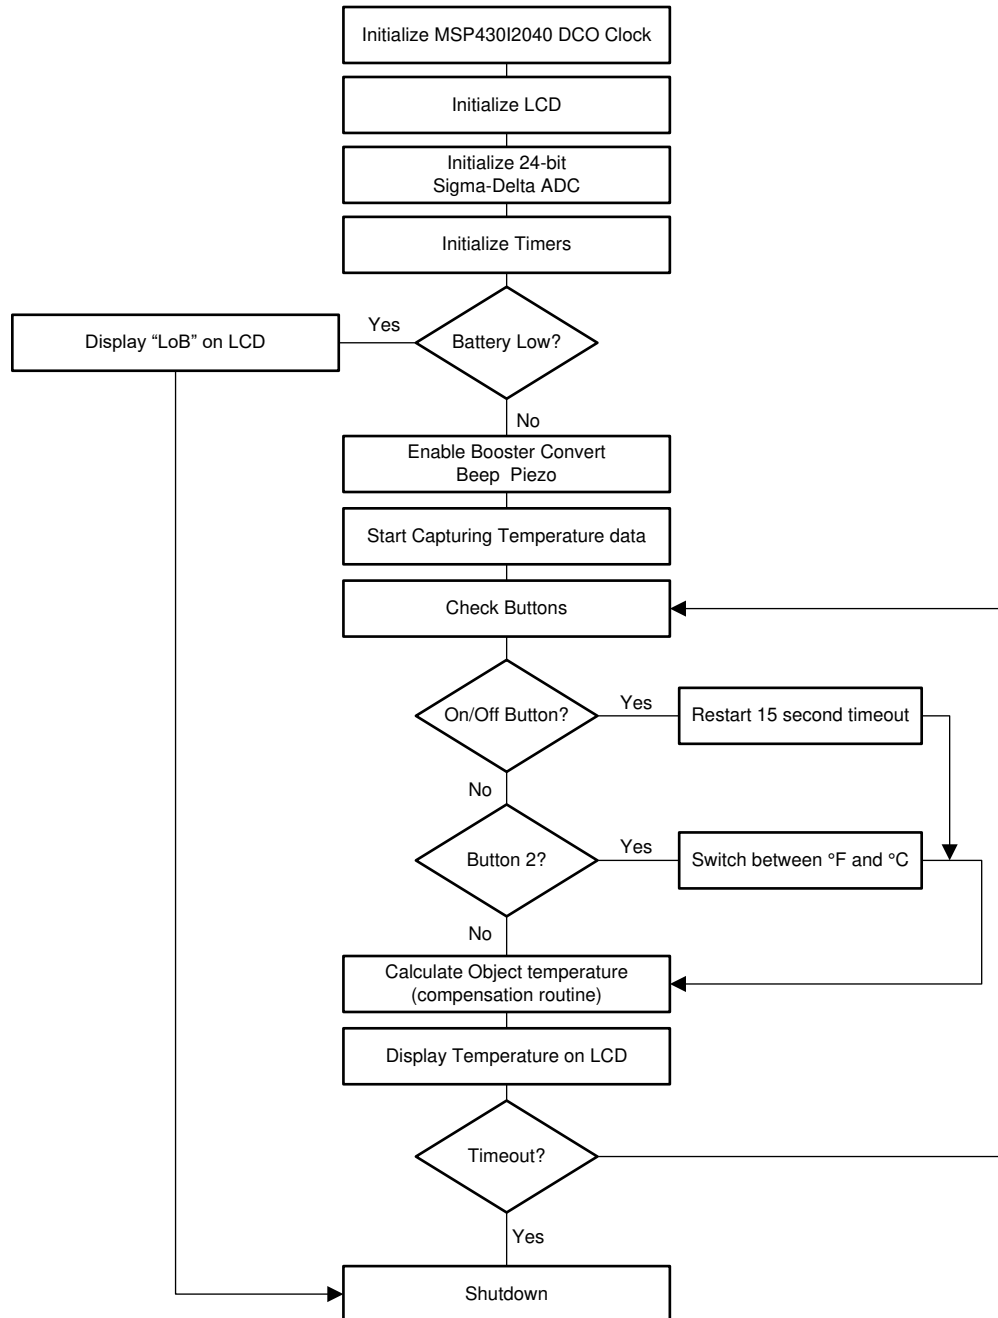 Initialize MSP430I2040 DCO Clock
Initialize LCD
Initialize 24-bit
Sigma-Delta ADC
Initialize Timers
Battery Low?
Yes
Display “LoB” on LCD
No
Enable Booster Convert
Beep Piezo
Start Capturing Temperature data
Check Buttons
On/Off Button?
Yes
Restart 15 second timeout
No
Button 2?
Yes
Switch between °F and °C
No
Calculate Object temperature
(compensation routine)
Display Temperature on LCD
Timeout?
Yes
Shutdown